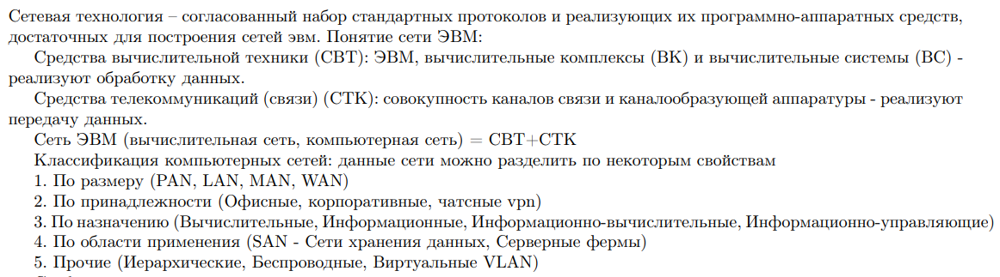 Сетевая технология – согласованный набор стандартных протоколов и реализующих их программно-аппаратных средств,
достаточных для построения сетей эвм. Понятие сети ЭВМ:
Средства вычислительной техники (СВТ): ЭВМ, вычислительные комплексы (ВК) и вычислительные системы (ВС) -
реализуют обработку данных.
Средства телекоммуникаций (связи) (СТК): совокупность каналов связи и каналообразующей аппаратуры - реализуют
передачу данных.
Сеть ЭВМ (вычислительная сеть, компьютерная сеть) = СВТ+СТК
Классификация компьютерных сетей: данные сети можно разделить по некоторым свойствам
1. По размеру (PAN, LAN, MAN, WAN)
2. По принадлежности (Офисные, корпоративные, чатсные vpn)
3. По назначению (Вычислительные, Информационные, Информационно-вычислительные, Информационно-управляющие)
4. По области применения (SAN - Сети хранения данных, Серверные фермы)
5. Прочие (Иерархические, Беспроводные, Виртуальные VLAN)